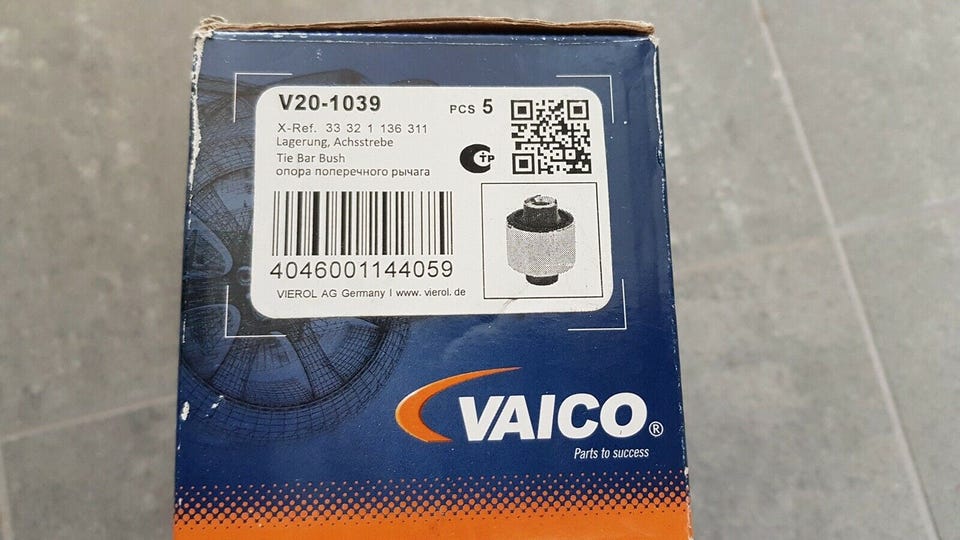 V20-1039
PCS 5
X-Ref. 33 32 1 136 311
Lagerung, Achsstrebe
Tie Bar Bush
опора поперечного рычага
TP
4046001144059
VIEROL AG Germany I www. vierol.de
VAICO®
Parts to success